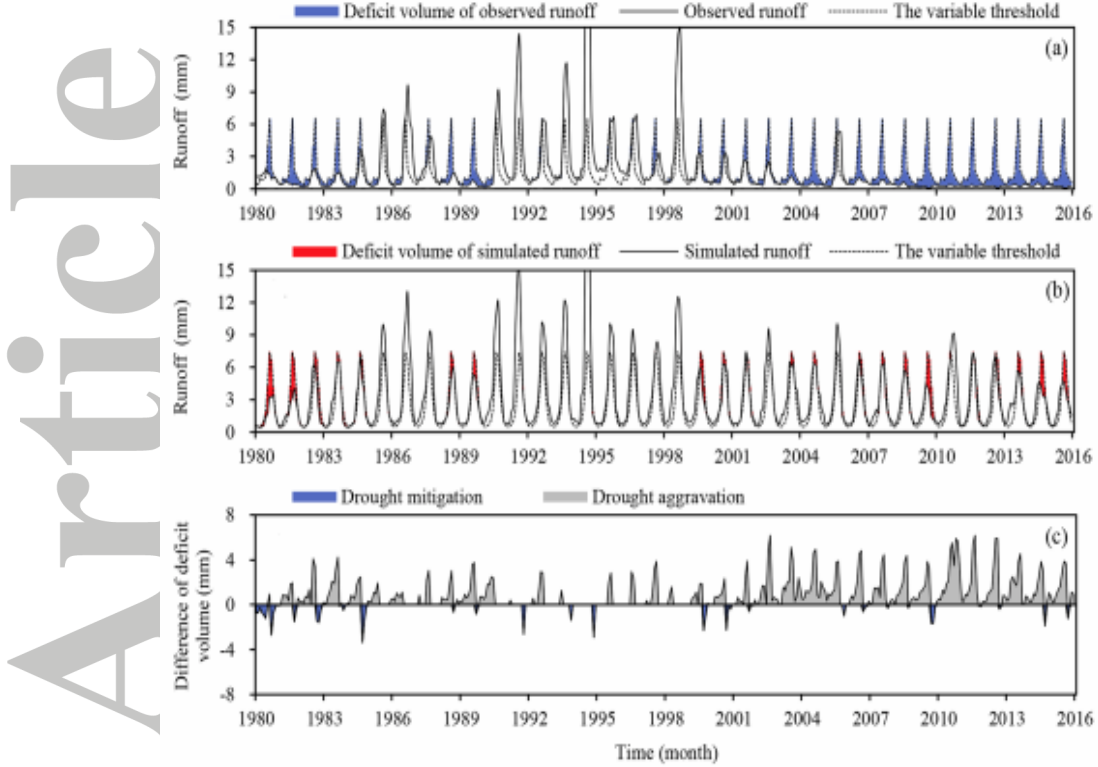 Article
Deficit volume of observed runoff Observed runoff The variable threshold
(a)
Runoff (mm)
15
12
9
6
3
0
1980 1983 1986 1989 1992 1995 1998 2001 2004 2007 2010 2013 2016
Deficit volume of simulated runoff Simulated runoff The variable threshold
(b)
Runoff (mm)
15
12
9
6
3
0
1980 1983 1986 1989 1992 1995 1998 2001 2004 2007 2010 2013 2016
Drought mitigation Drought aggravation
(c)
Difference of deficit
volume (mm)
8
4
0
-4
-8
1980 1983 1986 1989 1992 1995 1998 2001 2004 2007 2010 2013 2016
Time (month)